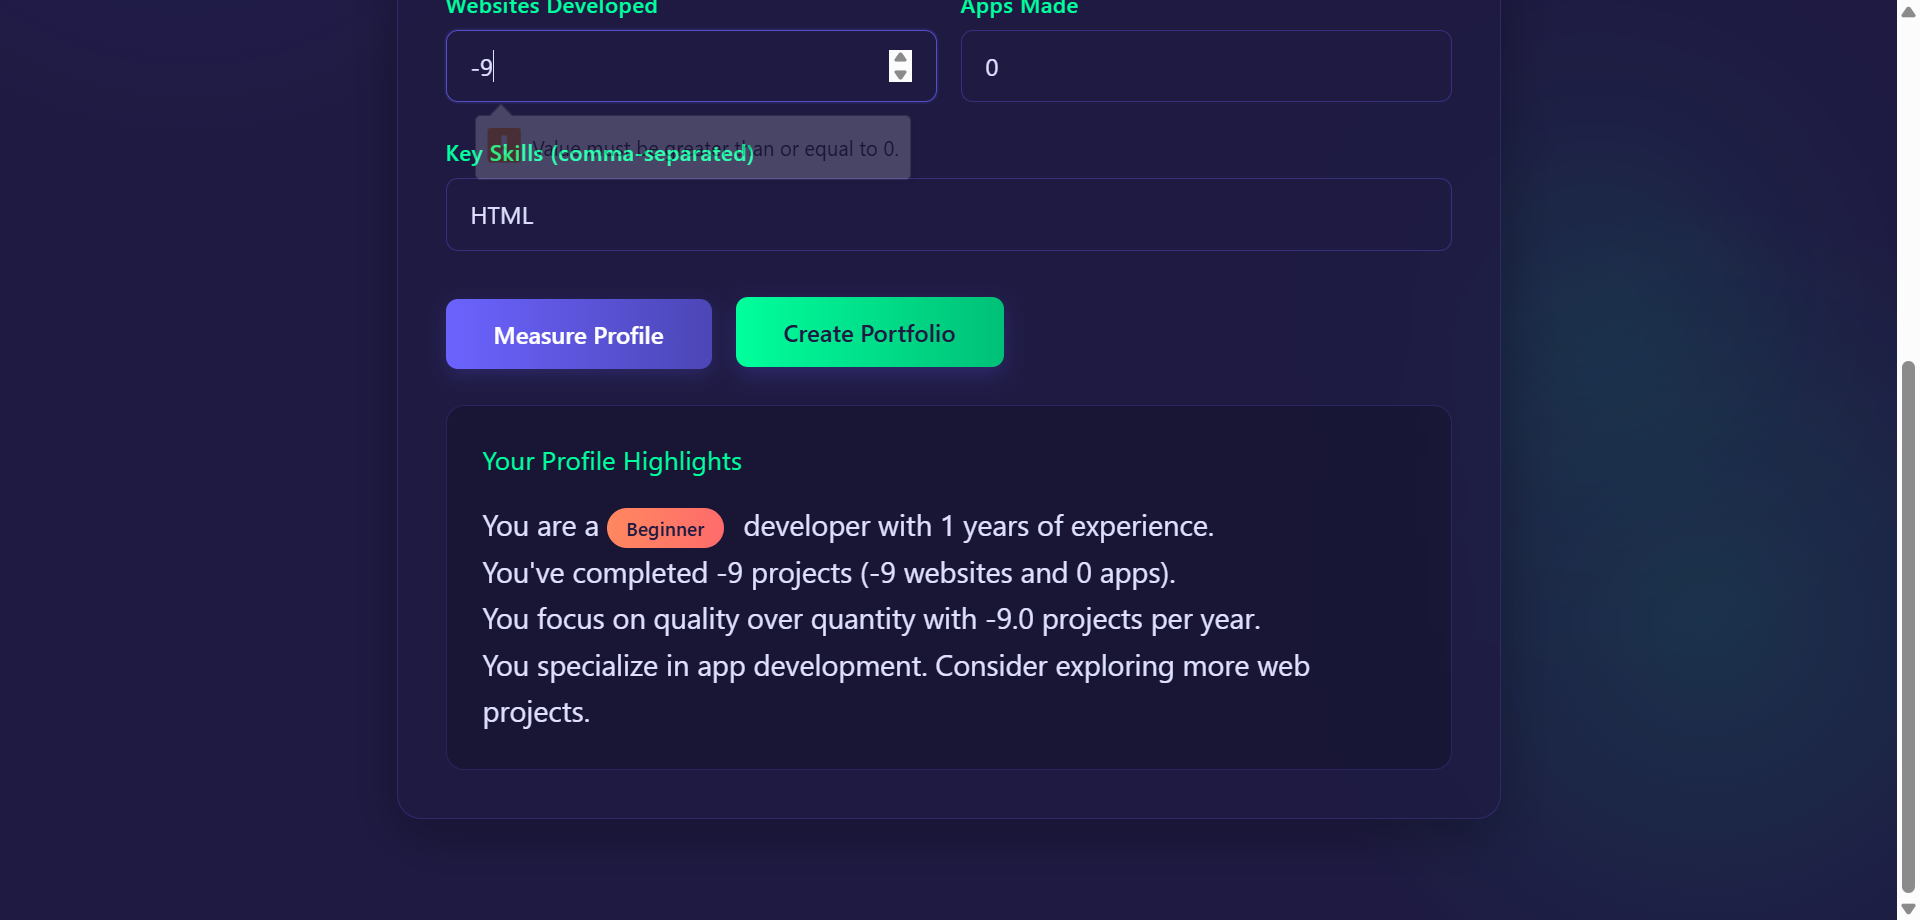 Websites Developed
Apps Made
-9
0
Value must be greater than or equal to 0.
Key Skills (comma-separated)
HTML
Measure Profile
Create Portfolio
Your Profile Highlights
You are a Beginner developer with 1 years of experience.
You've completed -9 projects (-9 websites and 0 apps).
You focus on quality over quantity with -9.0 projects per year.
You specialize in app development. Consider exploring more web
projects.